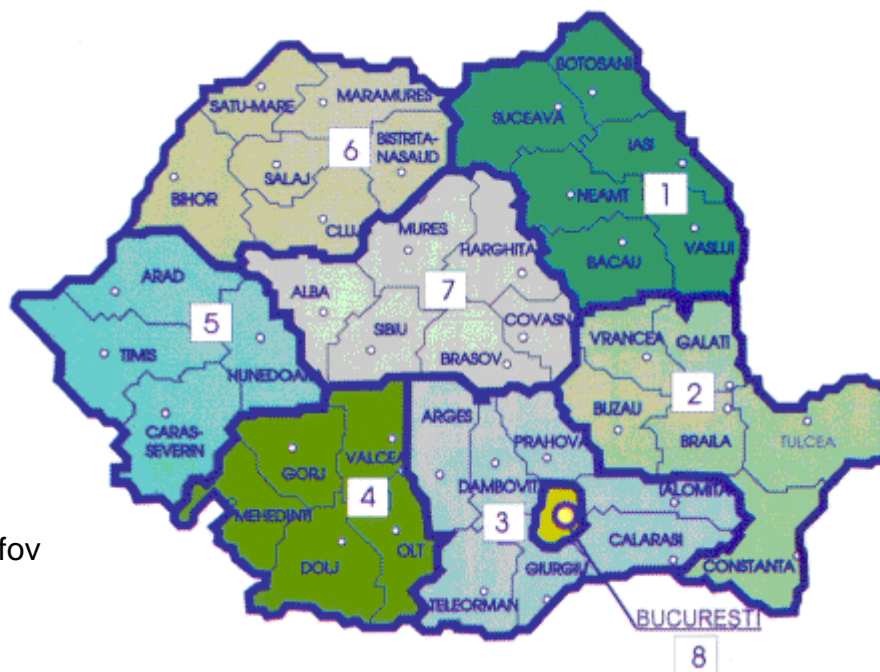 BOTOSANI
SATU-MARE
MARAMURES
SUCEAVA
IASI
6
BISTRITA-
NASAUD
SALAJ
1
BIHOR
NEAMT
CLUJ
MURES
VASLUI
HARGHITA
BACAU
ARAD
ALBA
7
5
COVASN
SIBIU
VRANCEA
GALATI
TIMIS
BRASOV
HUNEDOARA
2
BUZAU
ARGES
CARAS-
SEVERIN
PRAHOVA
BRAILA
TULCEA
VALCEA
GORJ
DAMBOVIT
4
IALOMITA
MEHEDINTI
3
fov
CALARASI
OLT
DOLJ
GIURGIU
CONSTANTA
TELEORMAN
BUCURESTI
8